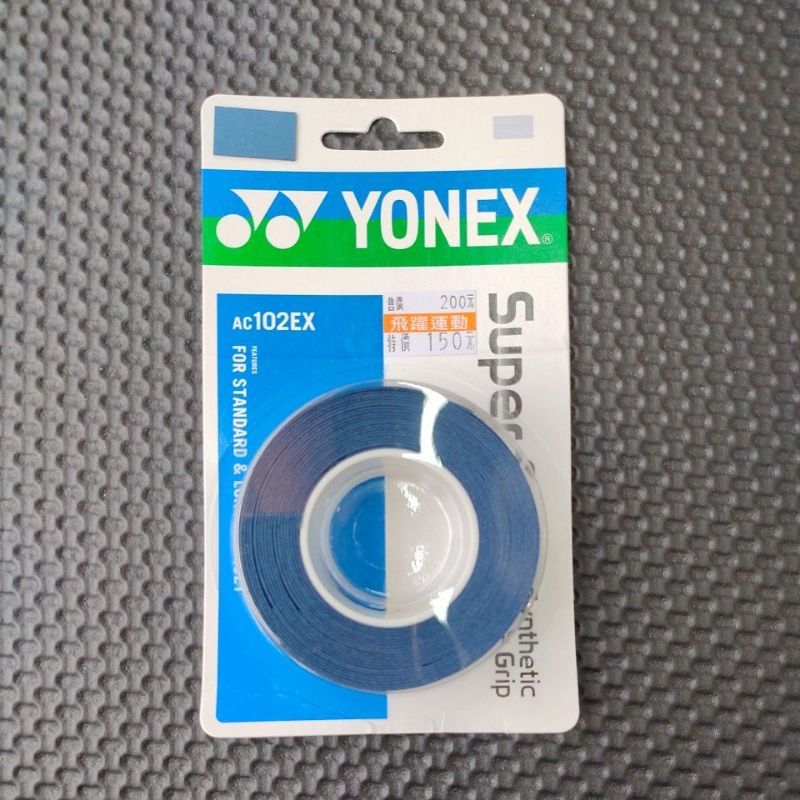 YONEX®
AC102EX
售價 200元
飛躍運動
特價 150元
FEATURES
FOR STANDARD &
Super
Synthetic
Grip